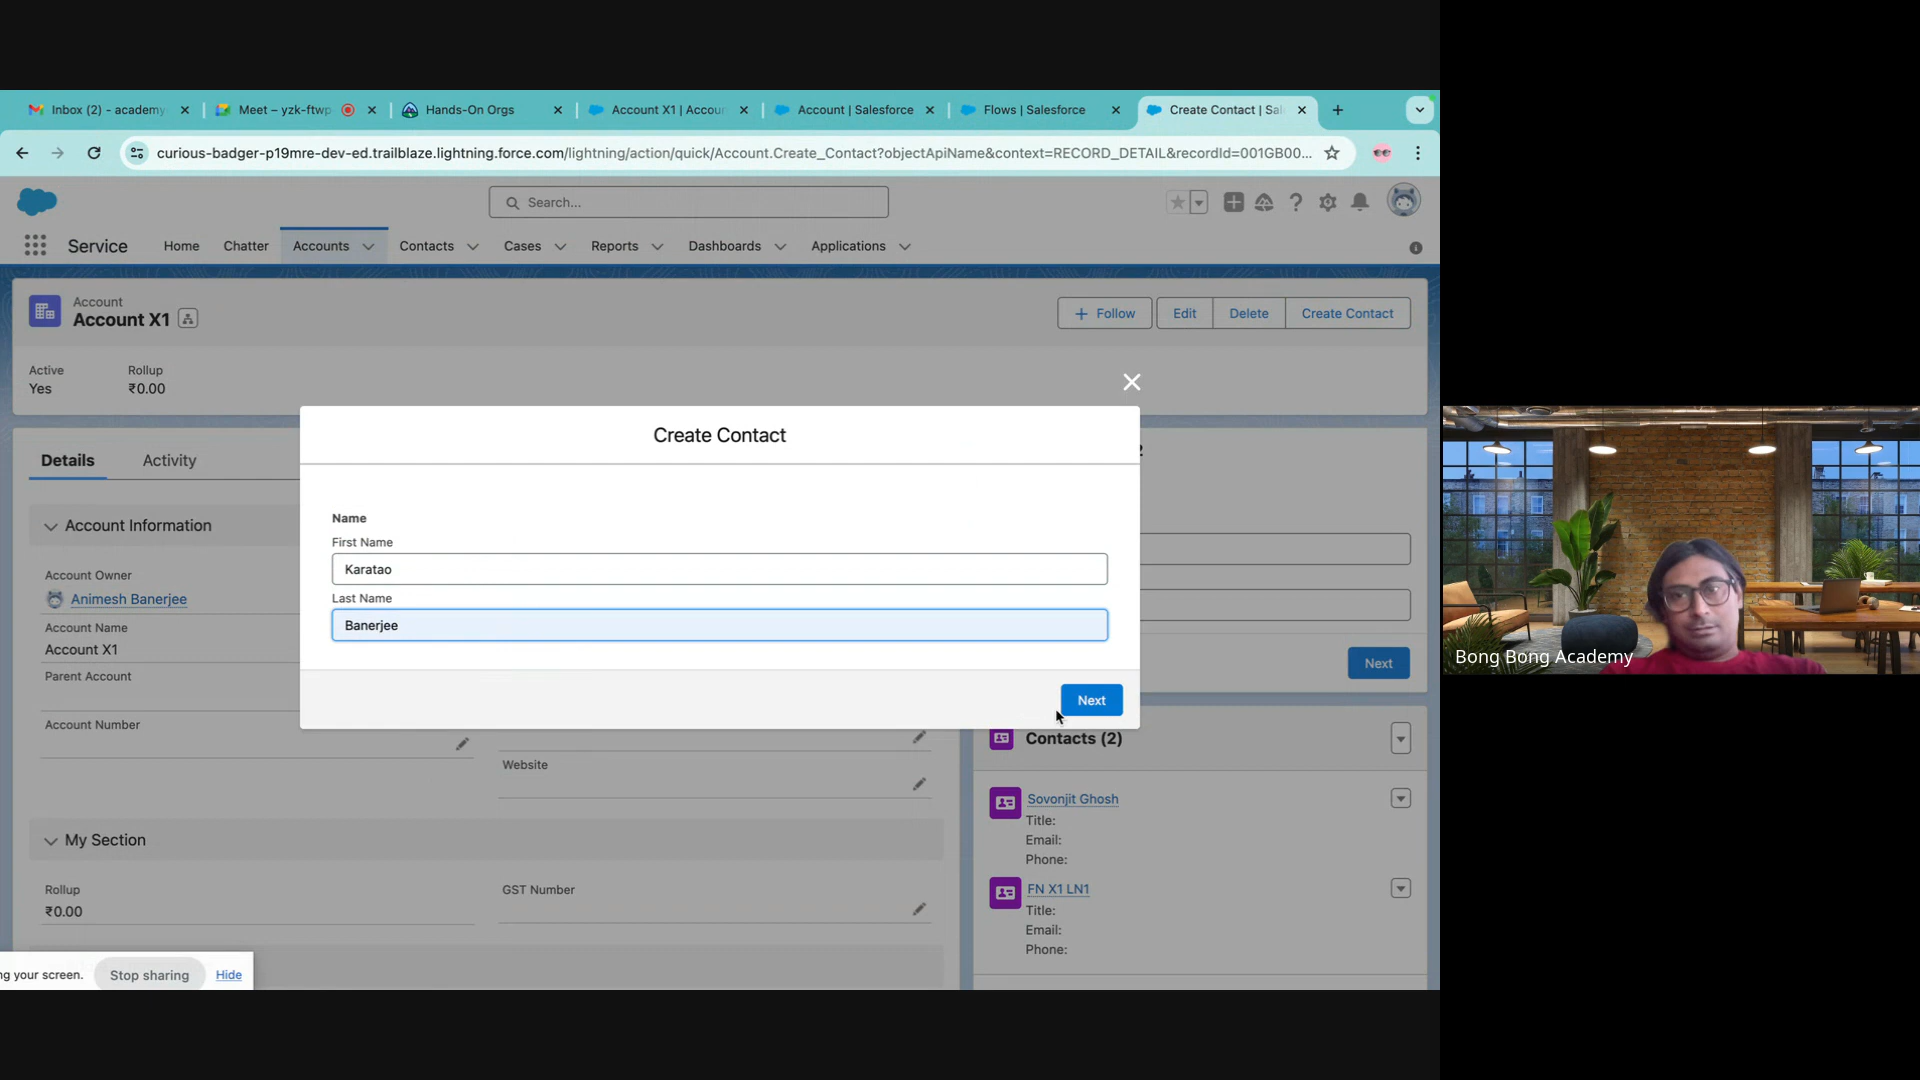 Inbox (2) - academy
Meet – yzk-ftwp
Hands-On Orgs
Account X1 | Accou
Account | Salesforce
Flows | Salesforce
Create Contact | Sal
curious-badger-p19mre-dev-ed.trailblaze.lightning.force.com/lightning/action/quick/Account.Create_Contact?objectApiName&context=RECORD_DETAIL&recordId=001GB00...
Search...
Service
Home
Chatter
Accounts
Contacts
Cases
Reports
Dashboards
Applications
Account
Account X1
Follow
Edit
Delete
Create Contact
Active
Yes
Rollup
₹0.00
Create Contact
Details
Activity
Name
First Name
Karatao
Last Name
Banerjee
Next
Account Information
Account Owner
Animesh Banerjee
Account Name
Account X1
Parent Account
Account Number
Website
My Section
Rollup
₹0.00
GST Number
Next
Contacts (2)
Sovonjit Ghosh
Title:
Email:
Phone:
FN X1 LN1
Title:
Email:
Phone:
ng your screen.
Stop sharing
Hide
Bong Bong Academy